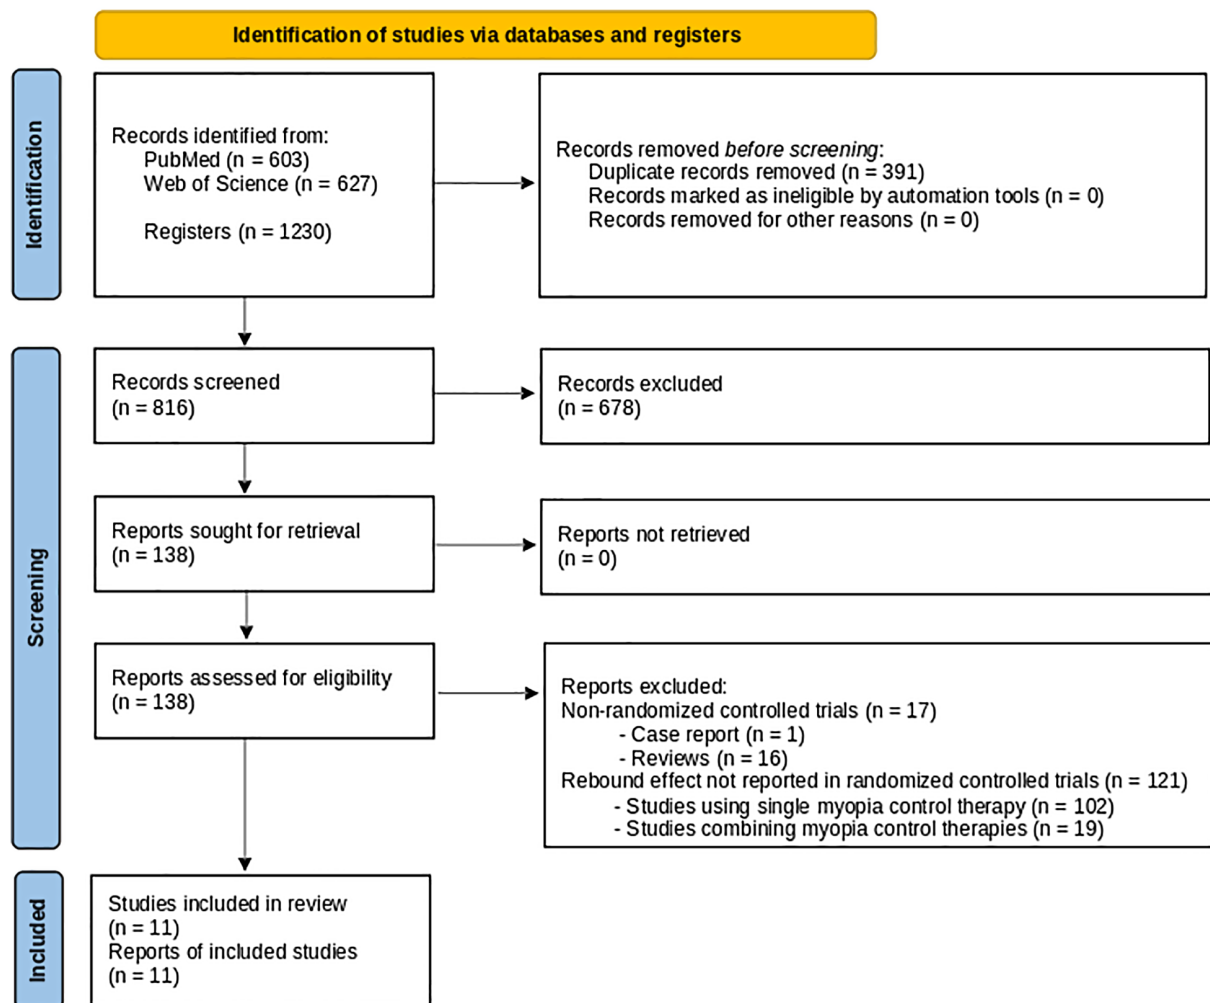 Identification of studies via databases and registers
Identification
Records identified from:
PubMed (n = 603)
Web of Science (n = 627)
Registers (n = 1230)
Records removed before screening:
Duplicate records removed (n = 391)
Records marked as ineligible by automation tools (n = 0)
Records removed for other reasons (n = 0)
Screening
Records screened
(n = 816)
Records excluded
(n = 678)
Reports sought for retrieval
(n = 138)
Reports not retrieved
(n = 0)
Reports assessed for eligibility
(n = 138)
Reports excluded:
Non-randomized controlled trials (n = 17)
- Case report (n = 1)
- Reviews (n = 16)
Rebound effect not reported in randomized controlled trials (n = 121)
- Studies using single myopia control therapy (n = 102)
- Studies combining myopia control therapies (n = 19)
Included
Studies included in review
(n = 11)
Reports of included studies
(n = 11)